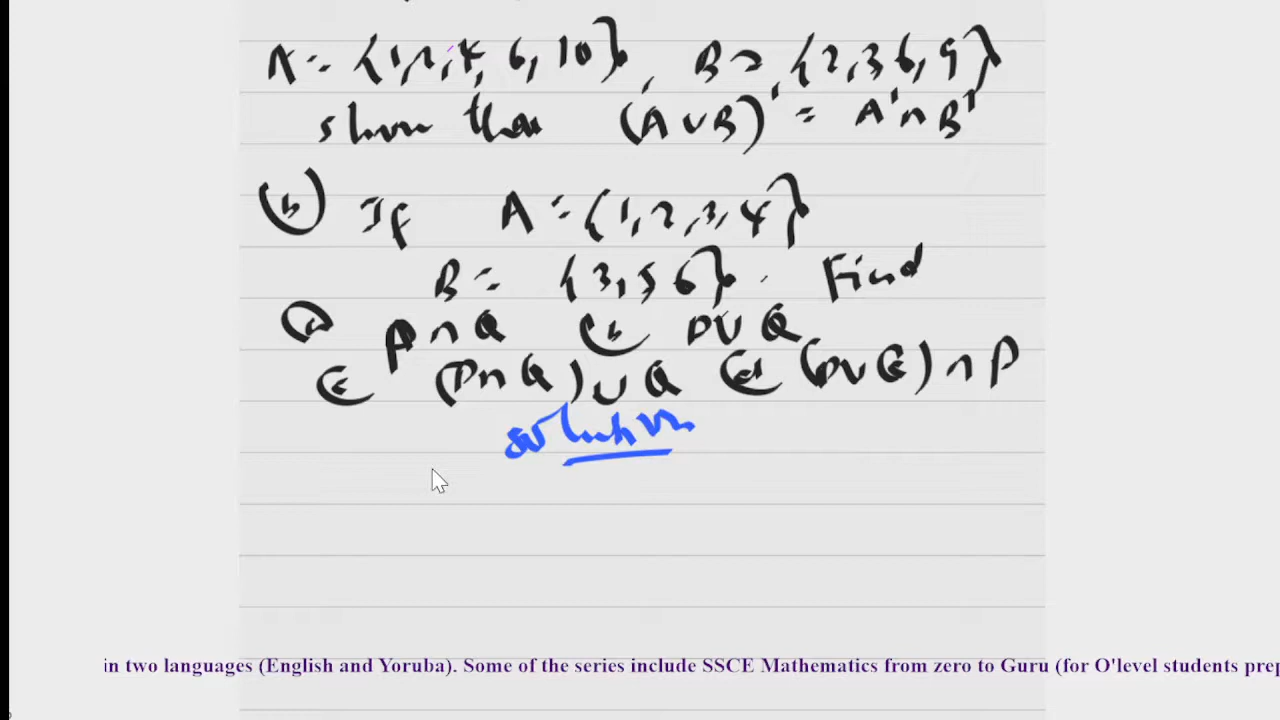 A = {1, 2, 4, 6, 10}, B = {2, 3 6, 9}
show that (A ∪ B)' = A' ∩ B'
(b) If A = {1, 2, 3, 4}
B = {3, 5 6}. Find
(a) P ∩ Q (b P ∪ Q
(c (P ∩ Q) ∪ Q (d (P ∪ Q) ∩ P
solution
in two languages (English and Yoruba). Some of the series include SSCE Mathematics from zero to Guru (for O'level students prep